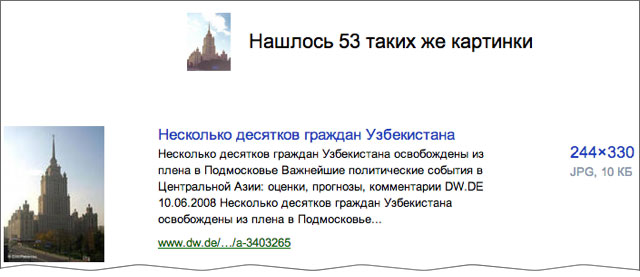 Нашлось 53 таких же картинки
Несколько десятков граждан Узбекистана
Несколько десятков граждан Узбекистана освобождены из
плена в Подмосковье Важнейшие политические события в
Центральной Азии: оценки, прогнозы, комментарии DW.DE
10.06.2008 Несколько десятков граждан Узбекистана
освобождены из плена в Подмосковье...
www.dw.de/…/a-3403265
244×330
JPG, 10 КБ